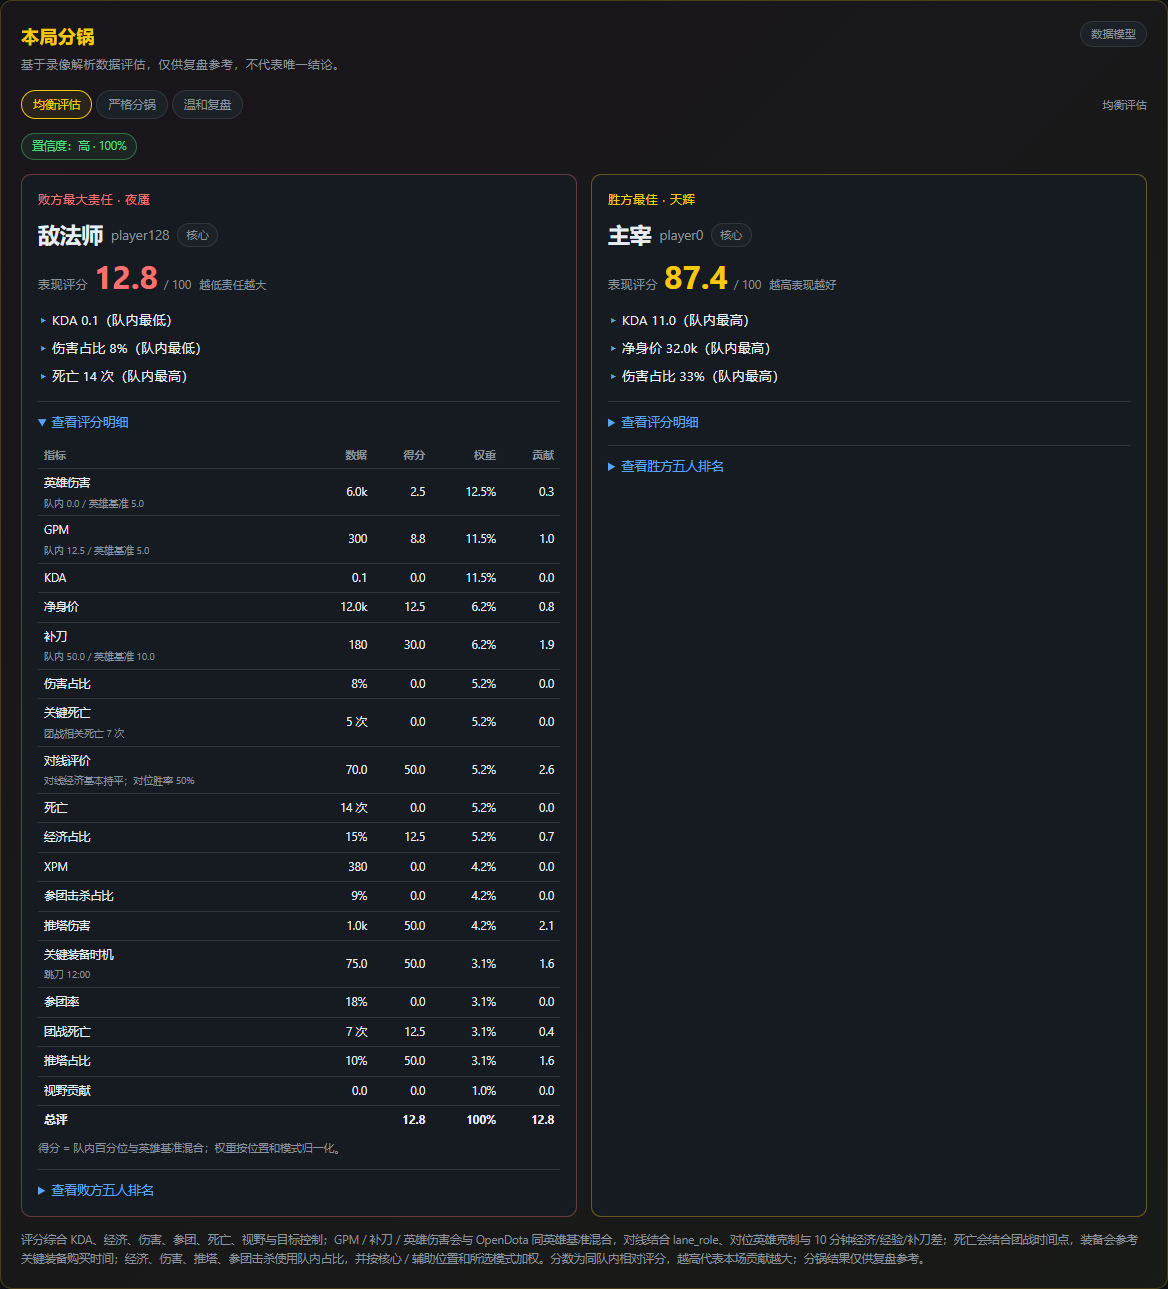 本局分锅
数据模型
基于录像解析数据评估，仅供复盘参考，不代表唯一结论。
均衡评估 严格分锅 温和复盘
均衡评估
置信度：高 · 100%
败方最大责任 · 夜魇
敌法师 player128 核心
表现评分 12.8 / 100 越低责任越大
▸ KDA 0.1（队内最低）
▸ 伤害占比 8%（队内最低）
▸ 死亡 14 次（队内最高）
▼ 查看评分明细
指标 数据 得分 权重 贡献
英雄伤害 6.0k 2.5 12.5% 0.3
队内 0.0 / 英雄基准 5.0
GPM 300 8.8 11.5% 1.0
队内 12.5 / 英雄基准 5.0
KDA 0.1 0.0 11.5% 0.0
净身价 12.0k 12.5 6.2% 0.8
补刀 180 30.0 6.2% 1.9
队内 50.0 / 英雄基准 10.0
伤害占比 8% 0.0 5.2% 0.0
关键死亡 5 次 0.0 5.2% 0.0
团战相关死亡 7 次
对线评价 70.0 50.0 5.2% 2.6
对线经济基本持平；对位胜率 50%
死亡 14 次 0.0 5.2% 0.0
经济占比 15% 12.5 5.2% 0.7
XPM 380 0.0 4.2% 0.0
参团击杀占比 9% 0.0 4.2% 0.0
推塔伤害 1.0k 50.0 4.2% 2.1
关键装备时机 75.0 50.0 3.1% 1.6
跳刀 12:00
参团率 18% 0.0 3.1% 0.0
团战死亡 7 次 12.5 3.1% 0.4
推塔占比 10% 50.0 3.1% 1.6
视野贡献 0.0 0.0 1.0% 0.0
总评 12.8 100% 12.8
得分 = 队内百分位与英雄基准混合；权重按位置和模式归一化。
▶ 查看败方五人排名
胜方最佳 · 天辉
主宰 player0 核心
表现评分 87.4 / 100 越高表现越好
▸ KDA 11.0（队内最高）
▸ 净身价 32.0k（队内最高）
▸ 伤害占比 33%（队内最高）
▶ 查看评分明细
▶ 查看胜方五人排名
评分综合 KDA、经济、伤害、参团、死亡、视野与目标控制；GPM / 补刀 / 英雄伤害会与 OpenDota 同英雄基准混合，对线结合 lane_role、对位英雄克制与 10 分钟经济/经验/补刀差；死亡会结合团战时间点，装备会参考
关键装备购买时间；经济、伤害、推塔、参团击杀使用队内占比，并按核心 / 辅助位置和所选模式加权。分数为同队内相对评分，越高代表本场贡献越大；分锅结果仅供复盘参考。